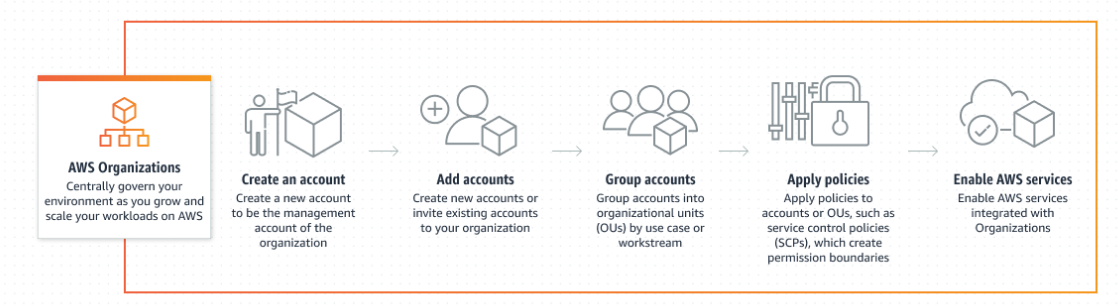 AWS Organizations
Centrally govern your
environment as you grow and
scale your workloads on AWS
Create an account
Create a new account
to be the management
account of the
organization
Add accounts
Create new accounts or
invite existing accounts
to your organization
Group accounts
Group accounts into
organizational units
(OUs) by use case or
workstream
Apply policies
Apply policies to
accounts or OUs, such as
service control policies
(SCPs), which create
permission boundaries
Enable AWS services
Enable AWS services
integrated with
Organizations